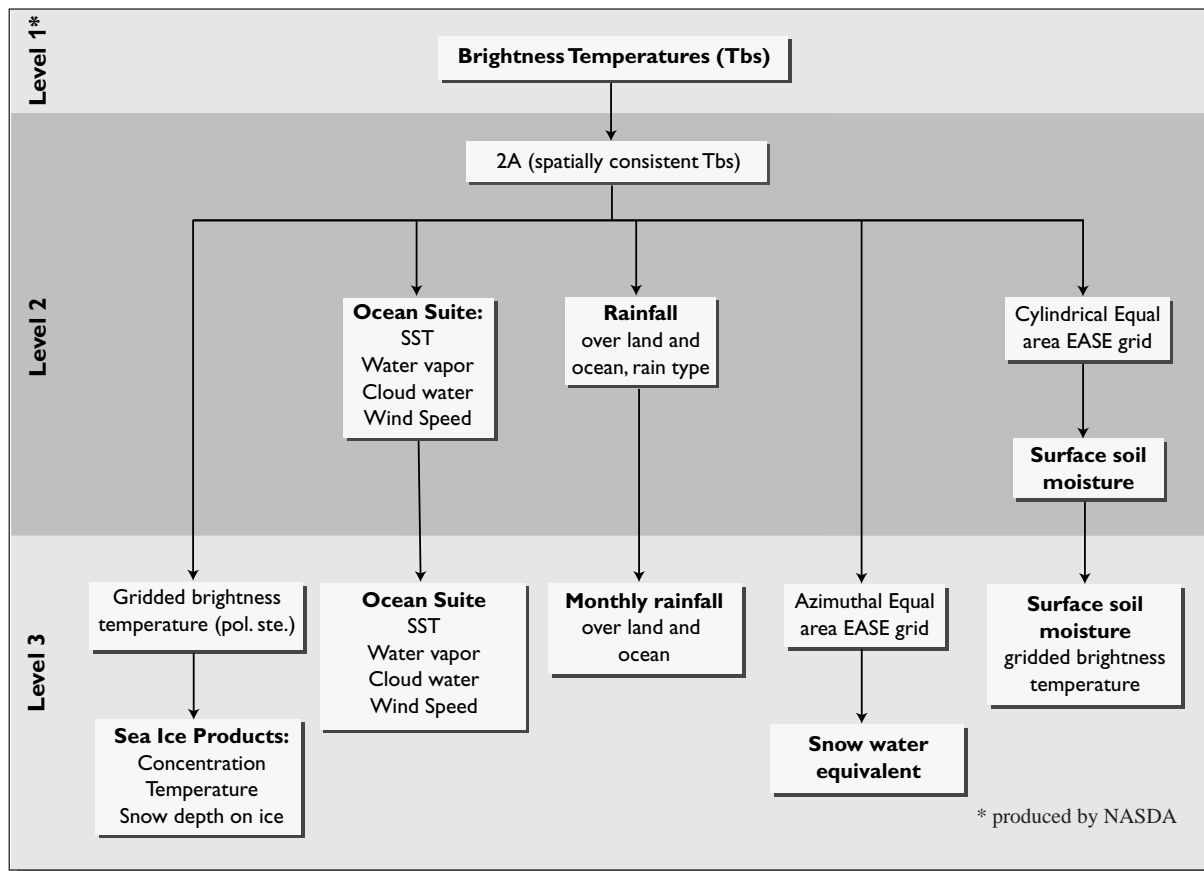 Level 1*
Brightness Temperatures (Tbs)
Level 2
2A (spatially consistent Tbs)
Ocean Suite:
SST
Water vapor
Cloud water
Wind Speed
Rainfall
over land and
ocean, rain type
Cylindrical Equal
area EASE grid
Surface soil
moisture
Level 3
Gridded brightness
temperature (pol. ste.)
Sea Ice Products:
Concentration
Temperature
Snow depth on ice
Ocean Suite
SST
Water vapor
Cloud water
Wind Speed
Monthly rainfall
over land and
ocean
Azimuthal Equal
area EASE grid
Snow water
equivalent
Surface soil
moisture
gridded brightness
temperature
* produced by NASDA